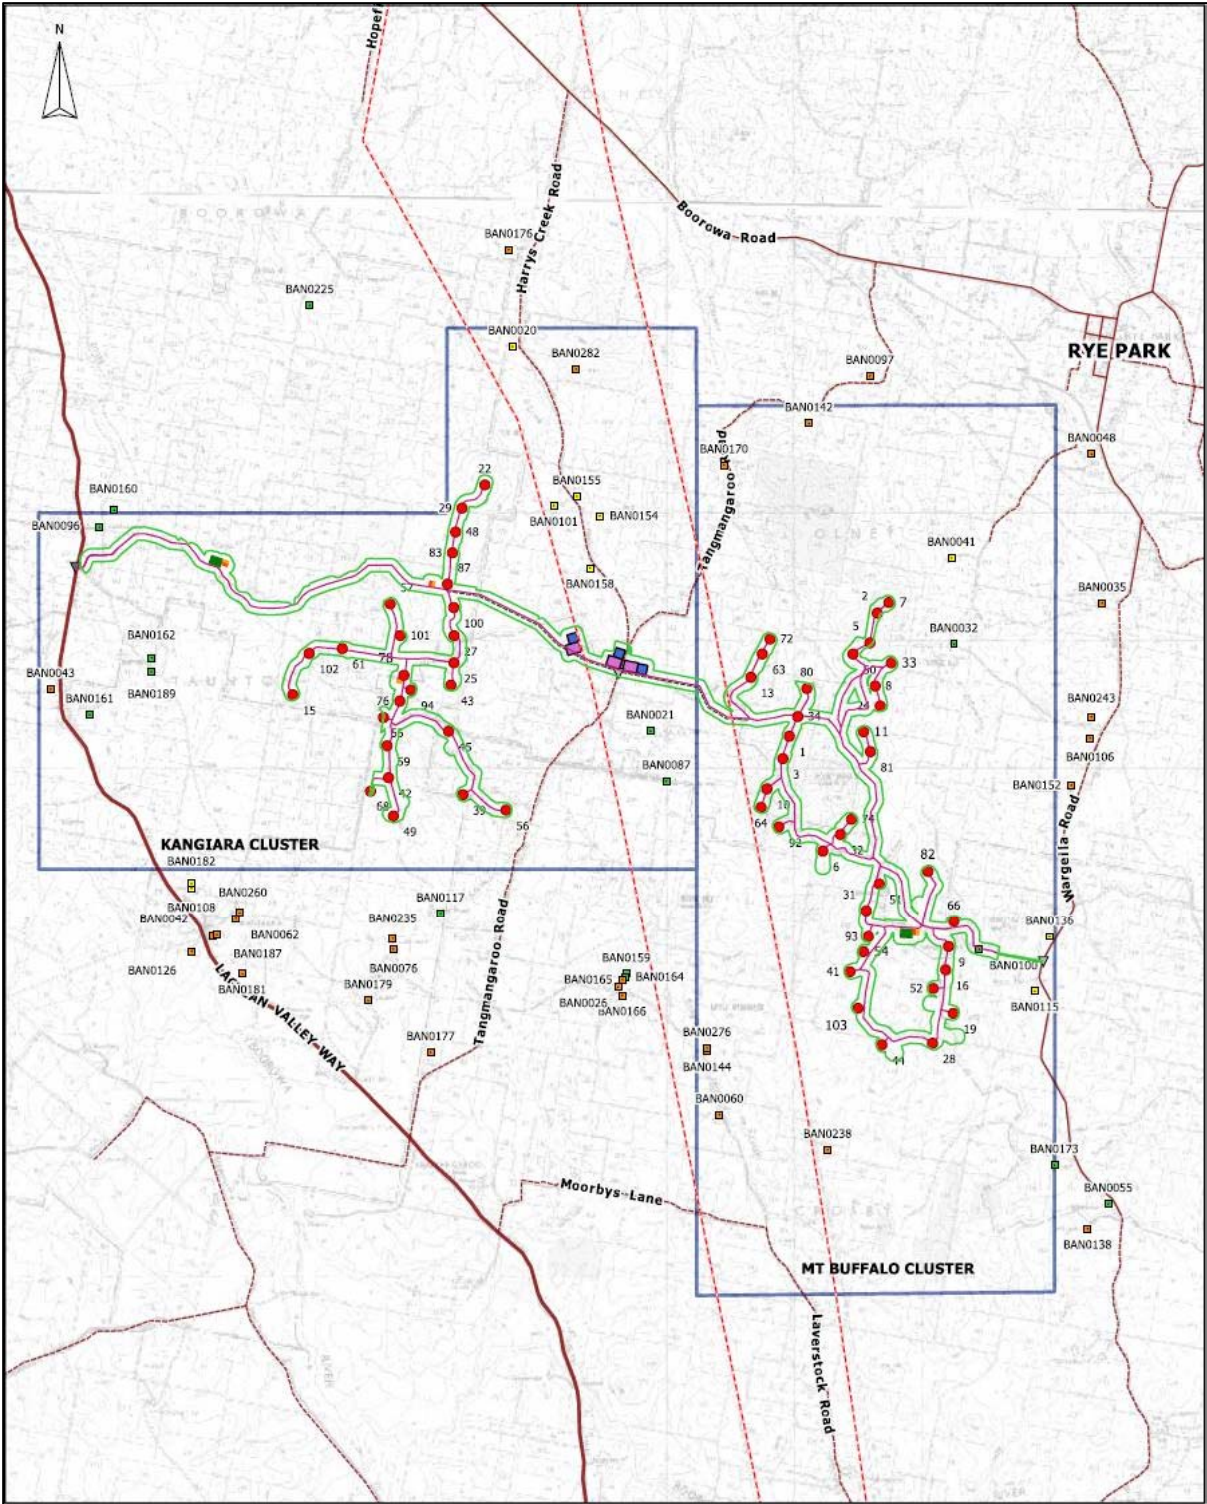 N
Hopef
Harrys-Creek Road
Boorowa-Road
BAN0176
BAN0225
BAN0020
BAN0282
BAN0097
RYE PARK
BAN0142
BAN0048
BAN0170
Tangmangaroo
22
BAN0155
BAN0160
29
BAN0101
BAN0154
BAN0096
48
83
BAN0041
87
BAN0158
57
2
7
BAN0035
100
5
101
72
BAN0032
BAN0162
27
102
61
78
63
60
33
BAN0043
25
13
80
8
BAN0161
BAN0189
76
94
43
34
24
BAN0243
15
BAN0021
11
55
45
1
BAN0106
59
BAN0087
3
81
BAN0152
68
42
39
56
10
49
64
74
KANGIARA CLUSTER
92
32
Wargeila-Road
BAN0182
6
82
31
51
BAN0260
BAN0117
BAN0108
66
BAN0042
BAN0235
BAN0136
BAN0062
93
BAN0126
BAN0187
BAN0076
54
BAN0159
9
BAN0100
BAN0181
BAN0179
BAN0165
BAN0164
41
52
16
BAN0115
LACHLAN-VALLEY-WAY
Tangmangaroo-Road
BAN0026
BAN0166
103
19
BAN0177
BAN0276
44
28
BAN0144
BAN0060
BAN0238
BAN0173
Moorbys-Lane
BAN0055
BAN0138
MT BUFFALO CLUSTER
Laverstock Road